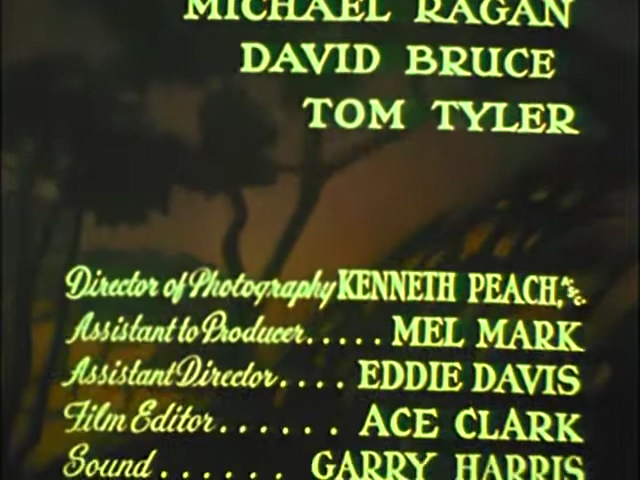 MICHAEL RAGAN
DAVID BRUCE
TOM TYLER
Director of Photography KENNETH PEACH, A.S.C.
Assistant to Producer..... MEL MARK
Assistant Director.... EDDIE DAVIS
Film Editor...... ACE CLARK
Sound...... GARRY HARRIS